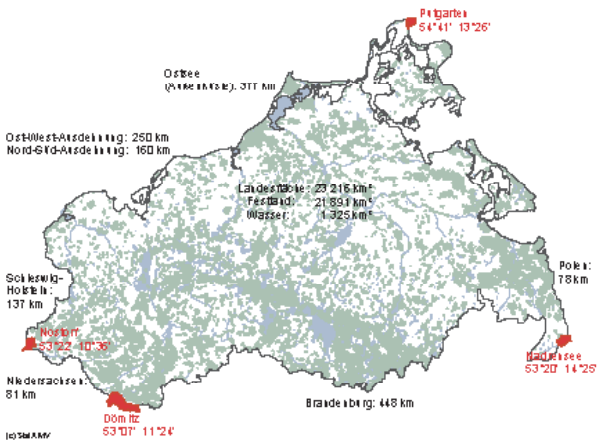 Putgarten
54°41' 13°26'
Ostsee
(Außenküste): 377 km
Ost-West-Ausdehnung: 250 km
Nord-Süd-Ausdehnung: 160 km
Landesfläche: 23 216 km²
Festland: 21 891 km²
Wasser: 1 325 km²
Schleswig-
Holstein:
137 km
Polen:
78 km
Nostorf
53°22' 10°36'
Nadrensee
53°20' 14°25'
Niedersachsen:
81 km
Brandenburg: 448 km
Dömitz
53°07' 11°24'
(c) StatA MV